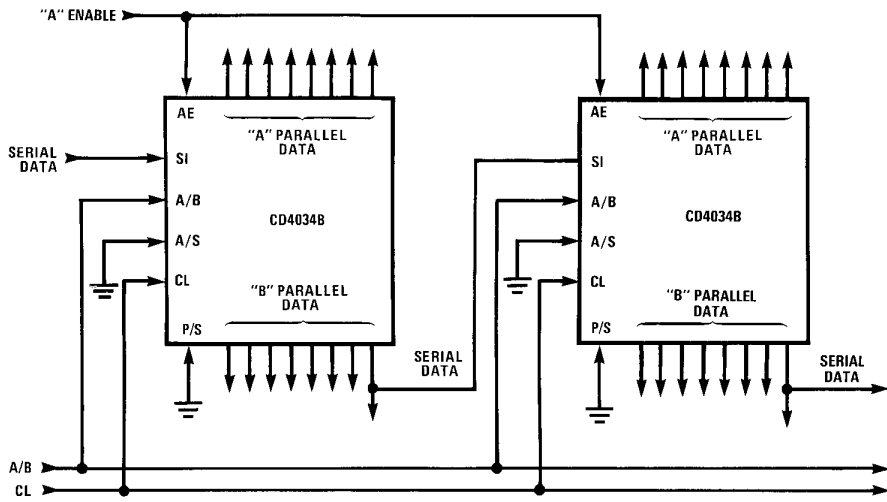 "A" ENABLE
AE
"A" PARALLEL
DATA
SERIAL
DATA
SI
A/B
CD4034B
A/S
CL
"B" PARALLEL
DATA
P/S
SERIAL
DATA
AE
"A" PARALLEL
DATA
SI
A/B
CD4034B
A/S
CL
"B" PARALLEL
DATA
P/S
SERIAL
DATA
A/B
CL